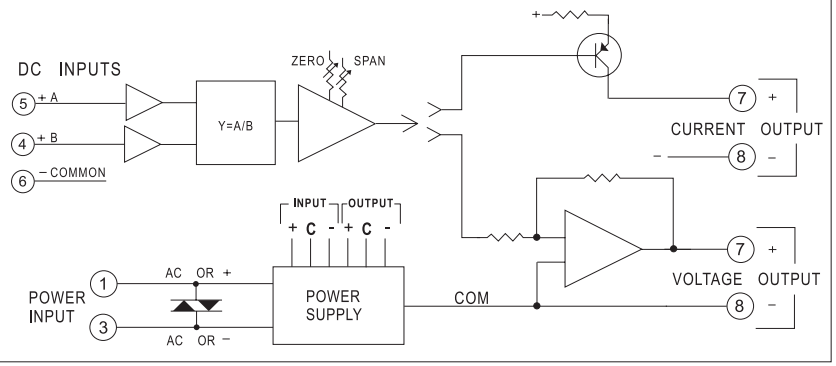 +
ZERO SPAN
DC INPUTS
5 + A
4 + B
6 - COMMON
Y=A/B
7 +
CURRENT OUTPUT
- 8 -
INPUT OUTPUT
+ C - + C -
1 AC OR +
POWER INPUT
3 AC OR -
POWER SUPPLY
COM
7 +
VOLTAGE OUTPUT
8 -